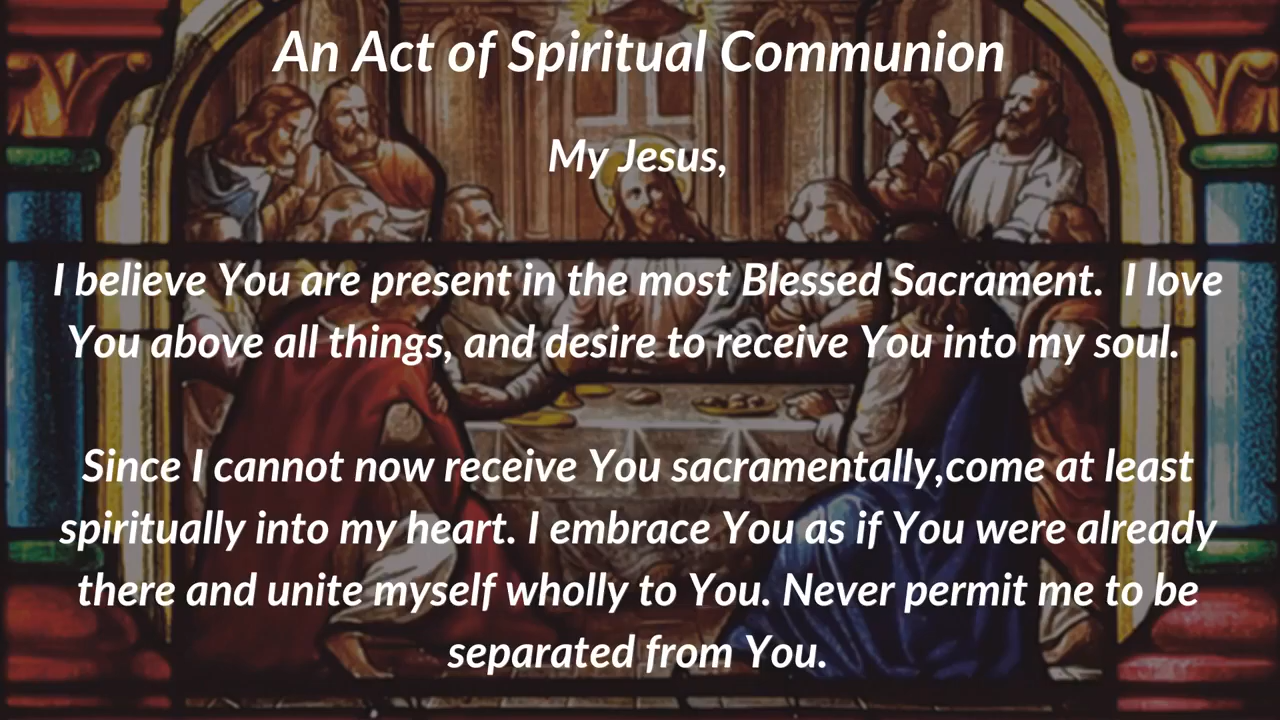 An Act of Spiritual Communion
My Jesus,
I believe You are present in the most Blessed Sacrament.  I love
You above all things, and desire to receive You into my soul.
Since I cannot now receive You sacramentally,come at least
spiritually into my heart. I embrace You as if You were already
there and unite myself wholly to You. Never permit me to be
separated from You.